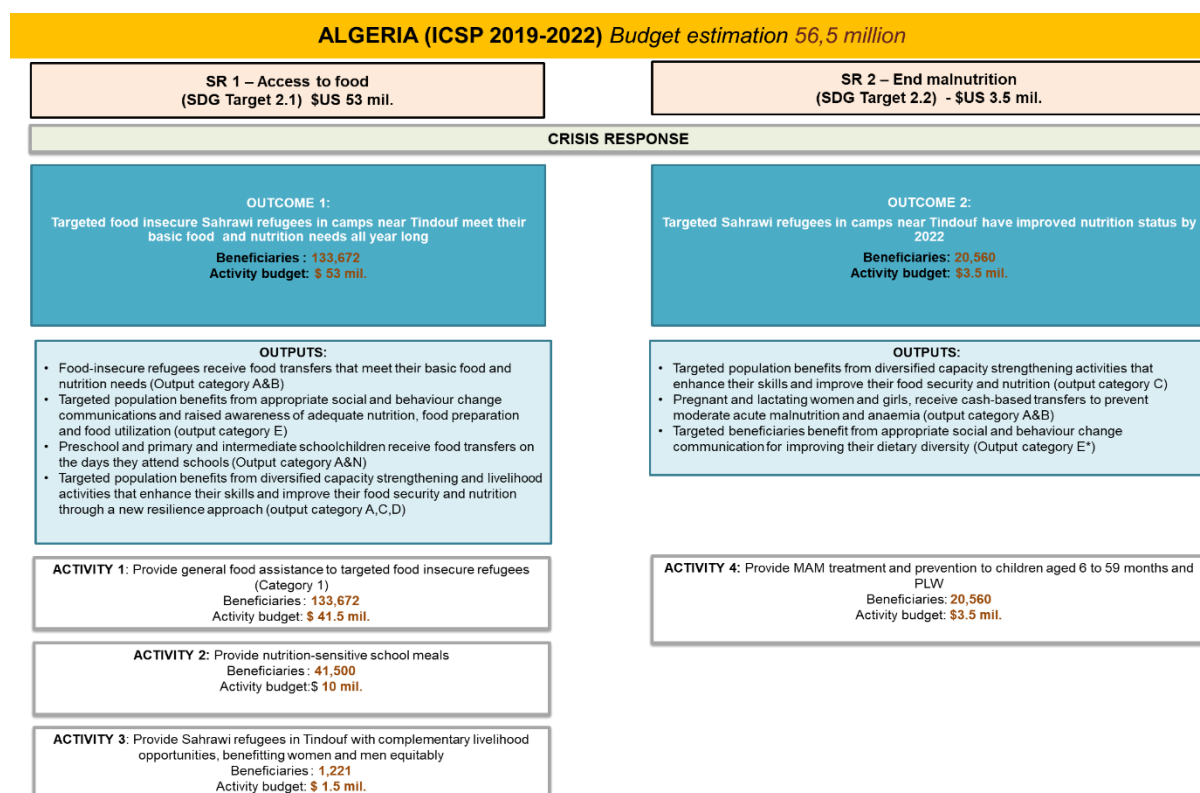 ALGERIA (ICSP 2019-2022) Budget estimation 56,5 million
SR 1 – Access to food
(SDG Target 2.1) $US 53 mil.
SR 2 – End malnutrition
(SDG Target 2.2) - $US 3.5 mil.
CRISIS RESPONSE
OUTCOME 1:
Targeted food insecure Sahrawi refugees in camps near Tindouf meet their
basic food and nutrition needs all year long
Beneficiaries : 133,672
Activity budget: $ 53 mil.
OUTCOME 2:
Targeted Sahrawi refugees in camps near Tindouf have improved nutrition status by
2022
Beneficiaries: 20,560
Activity budget: $3.5 mil.
OUTPUTS:
• Food-insecure refugees receive food transfers that meet their basic food and
nutrition needs (Output category A&B)
• Targeted population benefits from appropriate social and behaviour change
communications and raised awareness of adequate nutrition, food preparation
and food utilization (output category E)
• Preschool and primary and intermediate schoolchildren receive food transfers on
the days they attend schools (Output category A&N)
• Targeted population benefits from diversified capacity strengthening and livelihood
activities that enhance their skills and improve their food security and nutrition
through a new resilience approach (output category A,C,D)
OUTPUTS:
• Targeted population benefits from diversified capacity strengthening activities that
enhance their skills and improve their food security and nutrition (output category C)
• Pregnant and lactating women and girls, receive cash-based transfers to prevent
moderate acute malnutrition and anaemia (output category A&B)
• Targeted beneficiaries benefit from appropriate social and behaviour change
communication for improving their dietary diversity (Output category E*)
ACTIVITY 1: Provide general food assistance to targeted food insecure refugees
(Category 1)
Beneficiaries : 133,672
Activity budget: $ 41.5 mil.
ACTIVITY 4: Provide MAM treatment and prevention to children aged 6 to 59 months and
PLW
Beneficiaries: 20,560
Activity budget: $3.5 mil.
ACTIVITY 2: Provide nutrition-sensitive school meals
Beneficiaries : 41,500
Activity budget:$ 10 mil.
ACTIVITY 3: Provide Sahrawi refugees in Tindouf with complementary livelihood
opportunities, benefitting women and men equitably
Beneficiaries : 1,221
Activity budget: $ 1.5 mil.